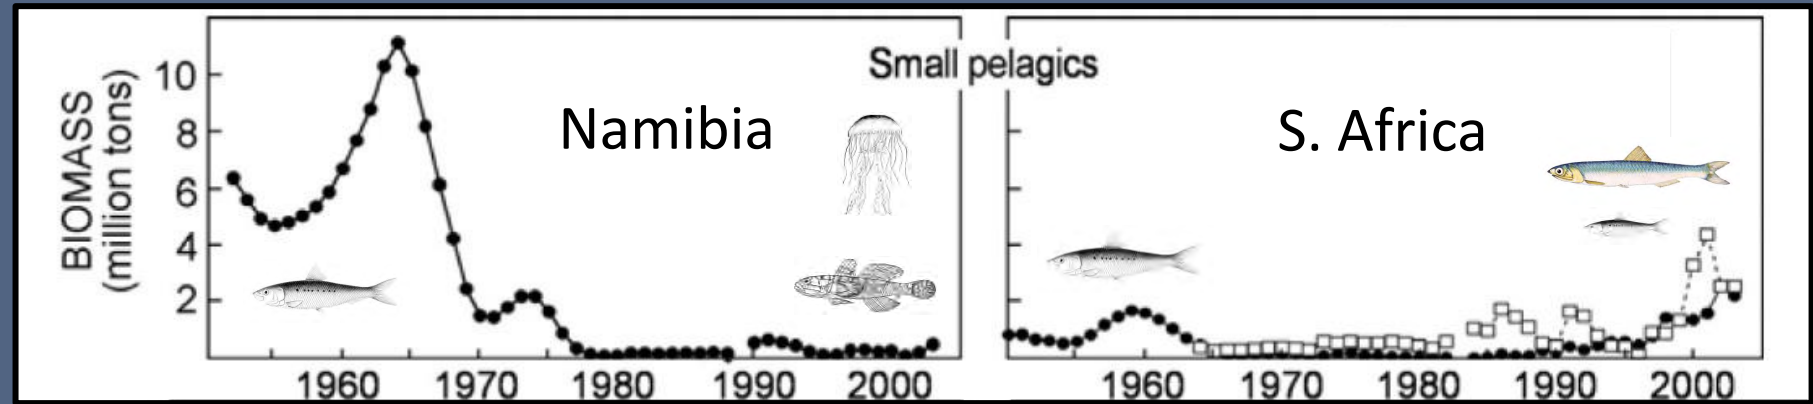 Small pelagics
BIOMASS
(million tons)
10
8
6
4
2
Namibia
S. Africa
1960 1970 1980 1990 2000
1960 1970 1980 1990 2000